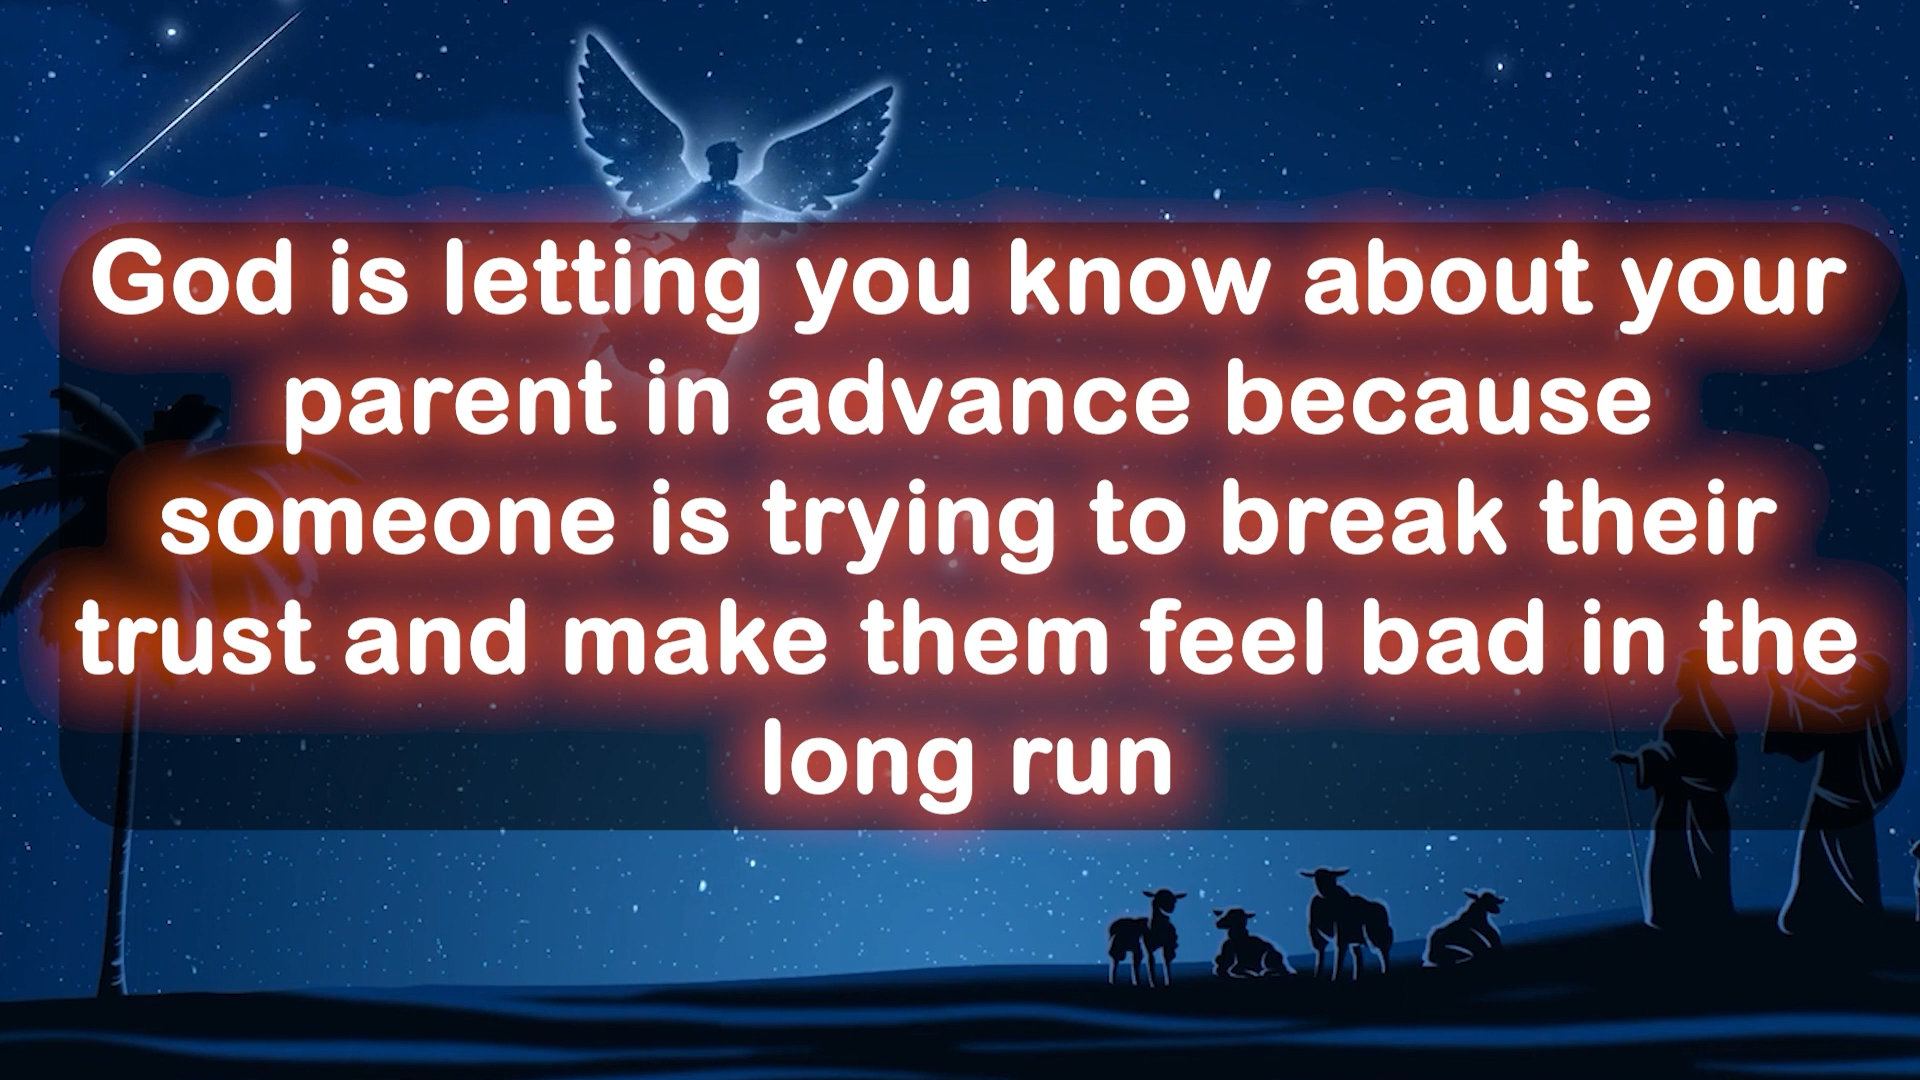 God is letting you know about your
parent in advance because
someone is trying to break their
trust and make them feel bad in the
long run